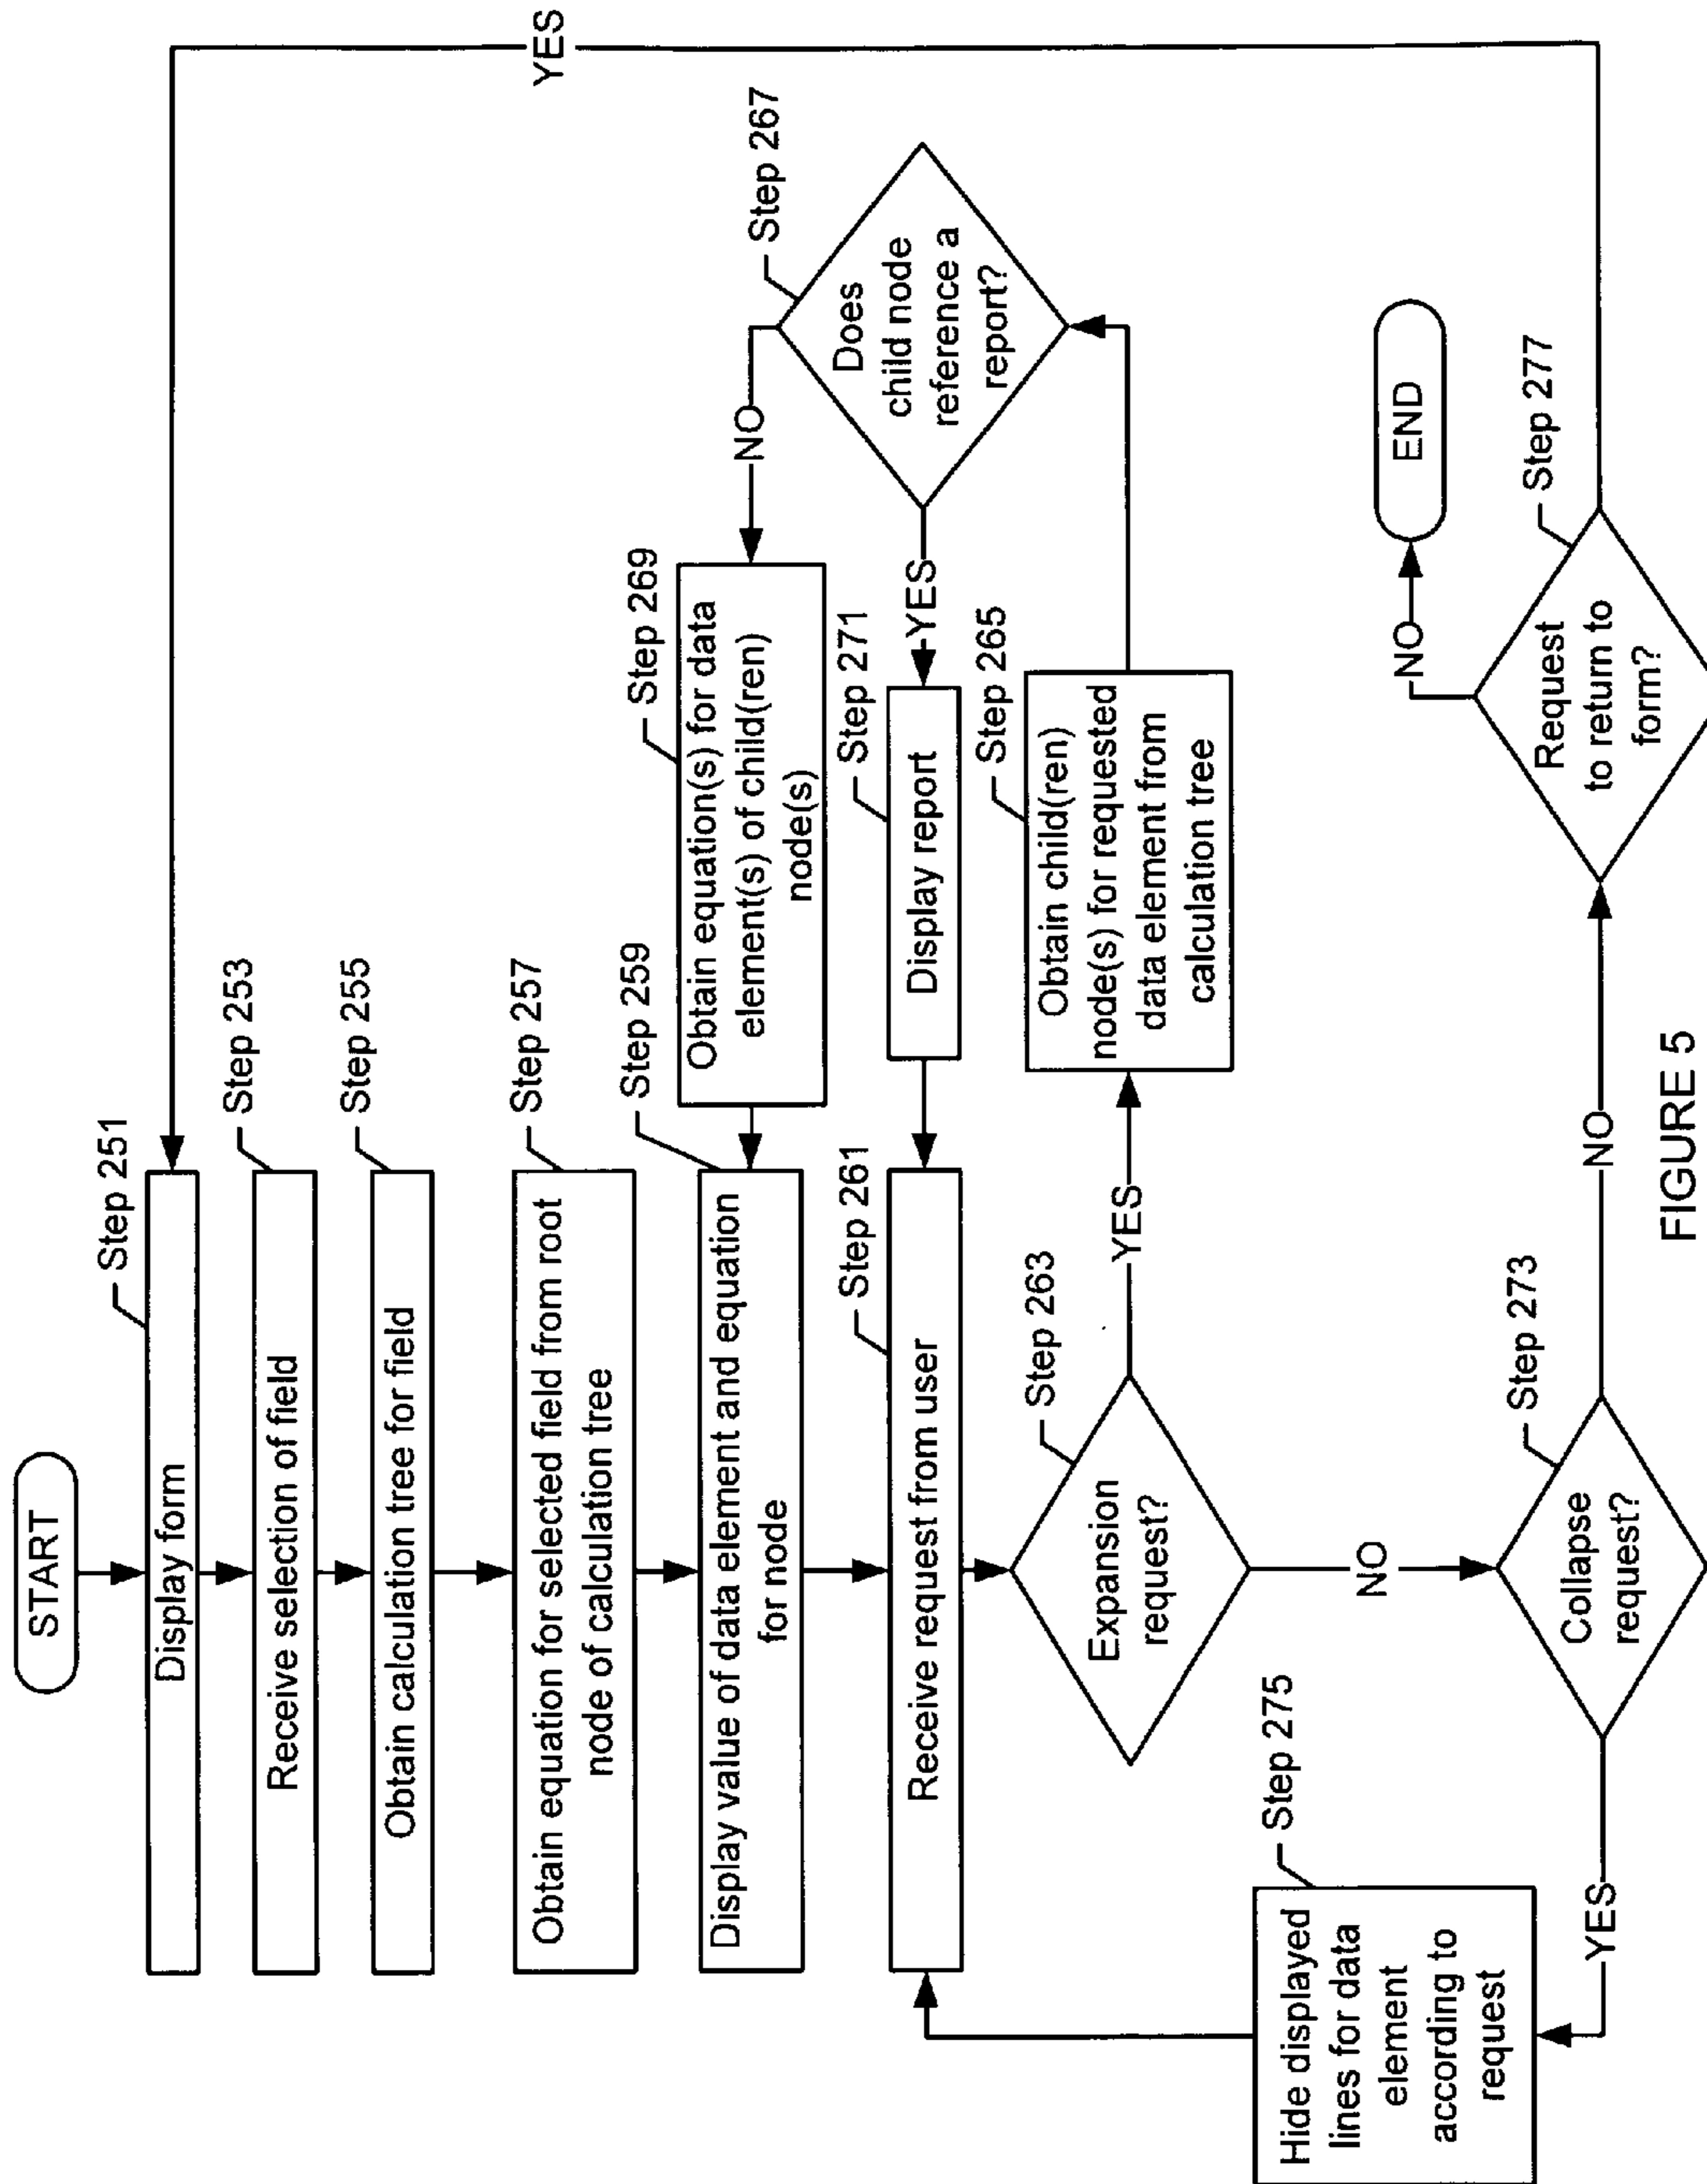 START
Step 251
Display form
Step 253
Receive selection of field
Step 255
Obtain calculation tree for field
Step 257
Obtain equation for selected field from root
node of calculation tree
Step 259
Display value of data element and equation
for node
Step 261
Receive request from user
Step 263
Expansion
request?
YES
NO
Step 265
Obtain child(ren)
node(s) for requested
data element from
calculation tree
Step 267
Does
child node
reference a
report?
NO
YES
Step 269
Obtain equation(s) for data
element(s) of child(ren)
node(s)
Step 271
Display report
Step 273
Collapse
request?
YES
NO
Step 275
Hide displayed
lines for data
element
according to
request
Step 277
Request
to return to
form?
NO
YES
END
FIGURE 5